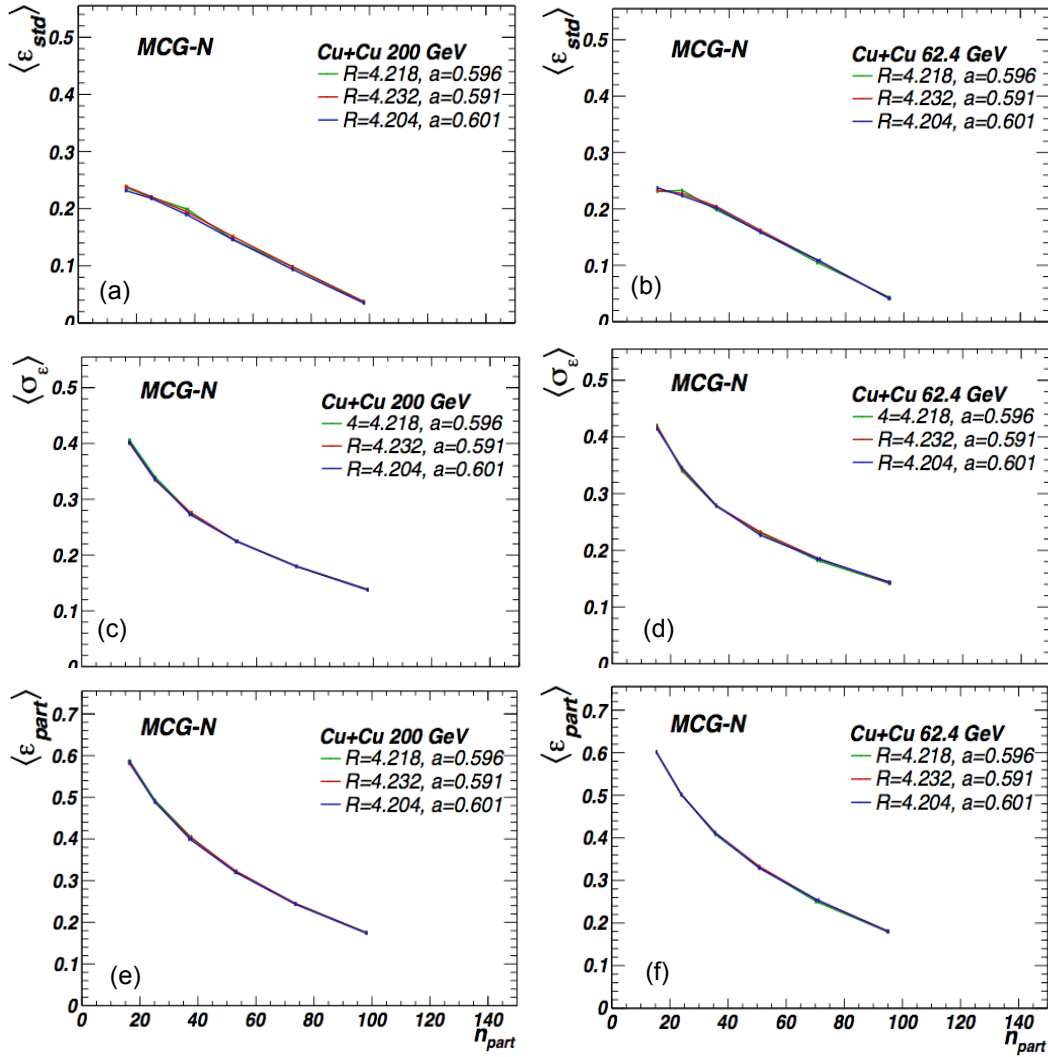 ⟨ε std⟩
0.5
0.4
0.3
0.2
0.1
0
MCG-N
Cu+Cu 200 GeV
R=4.218, a=0.596
R=4.232, a=0.591
R=4.204, a=0.601
(a)
⟨ε std⟩
0.5
0.4
0.3
0.2
0.1
0
MCG-N
Cu+Cu 62.4 GeV
R=4.218, a=0.596
R=4.232, a=0.591
R=4.204, a=0.601
(b)
⟨σε⟩
0.5
0.4
0.3
0.2
0.1
0
MCG-N
Cu+Cu 200 GeV
4=4.218, a=0.596
R=4.232, a=0.591
R=4.204, a=0.601
(c)
⟨σε⟩
0.5
0.4
0.3
0.2
0.1
0
MCG-N
Cu+Cu 62.4 GeV
4=4.218, a=0.596
R=4.232, a=0.591
R=4.204, a=0.601
(d)
⟨ε part⟩
0.7
0.6
0.5
0.4
0.3
0.2
0.1
0
MCG-N
Cu+Cu 200 GeV
R=4.218, a=0.596
R=4.232, a=0.591
R=4.204, a=0.601
(e)
0 20 40 60 80 100 120 140
n part
⟨ε part⟩
0.7
0.6
0.5
0.4
0.3
0.2
0.1
0
MCG-N
Cu+Cu 62.4 GeV
R=4.218, a=0.596
R=4.232, a=0.591
R=4.204, a=0.601
(f)
0 20 40 60 80 100 120 140
n part